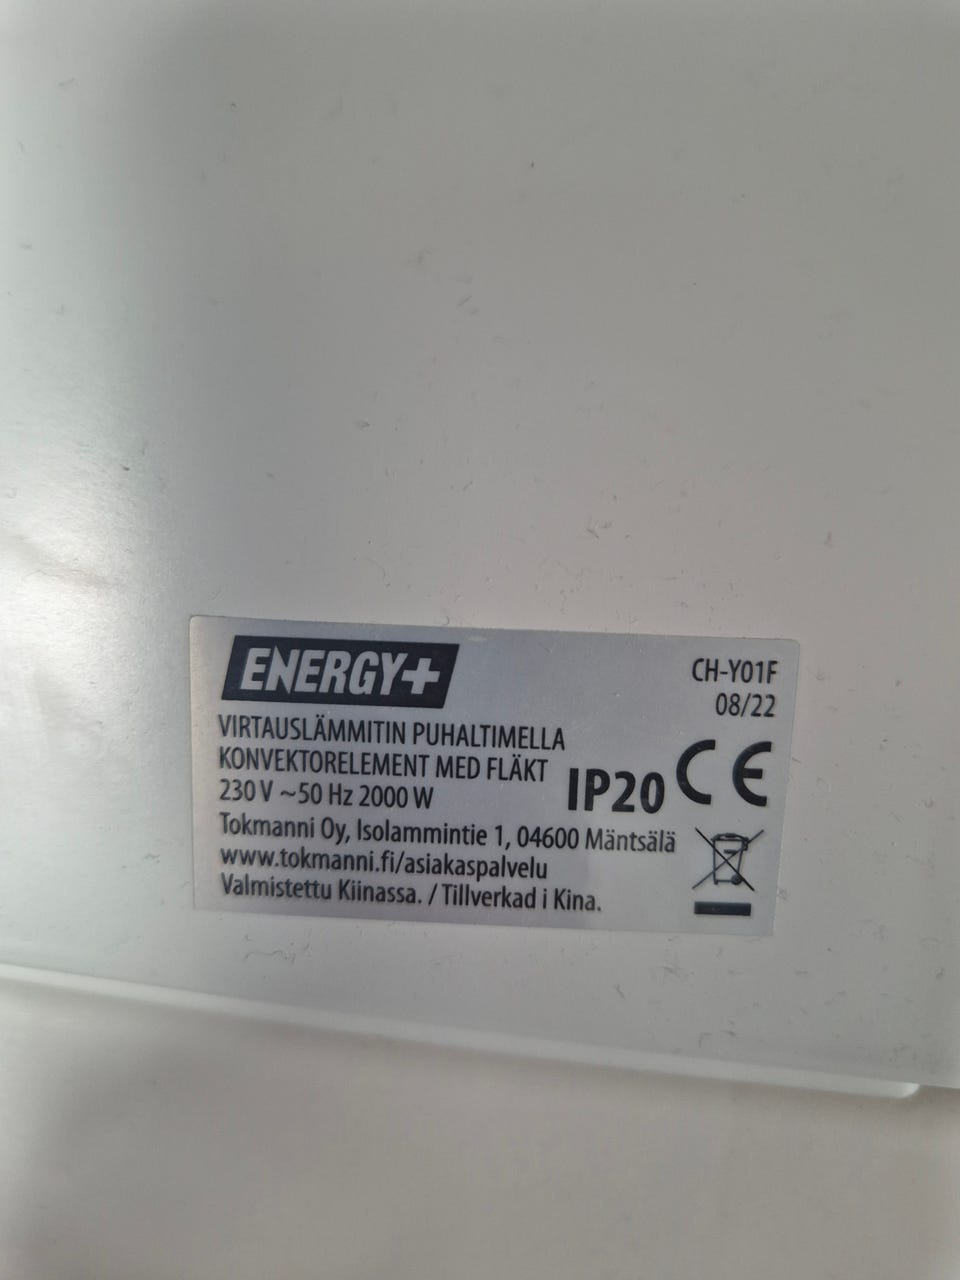 ENERGY+
CH-Y01F
08/22
VIRTAUSLÄMMITIN PUHALTIMELLA
KONVEKTORELEMENT MED FLÄKT
230 V ~50 Hz 2000 W
IP20 CE
Tokmanni Oy, Isolammintie 1, 04600 Mäntsälä
www.tokmanni.fi/asiakaspalvelu
Valmistettu Kiinassa. / Tillverkad i Kina.